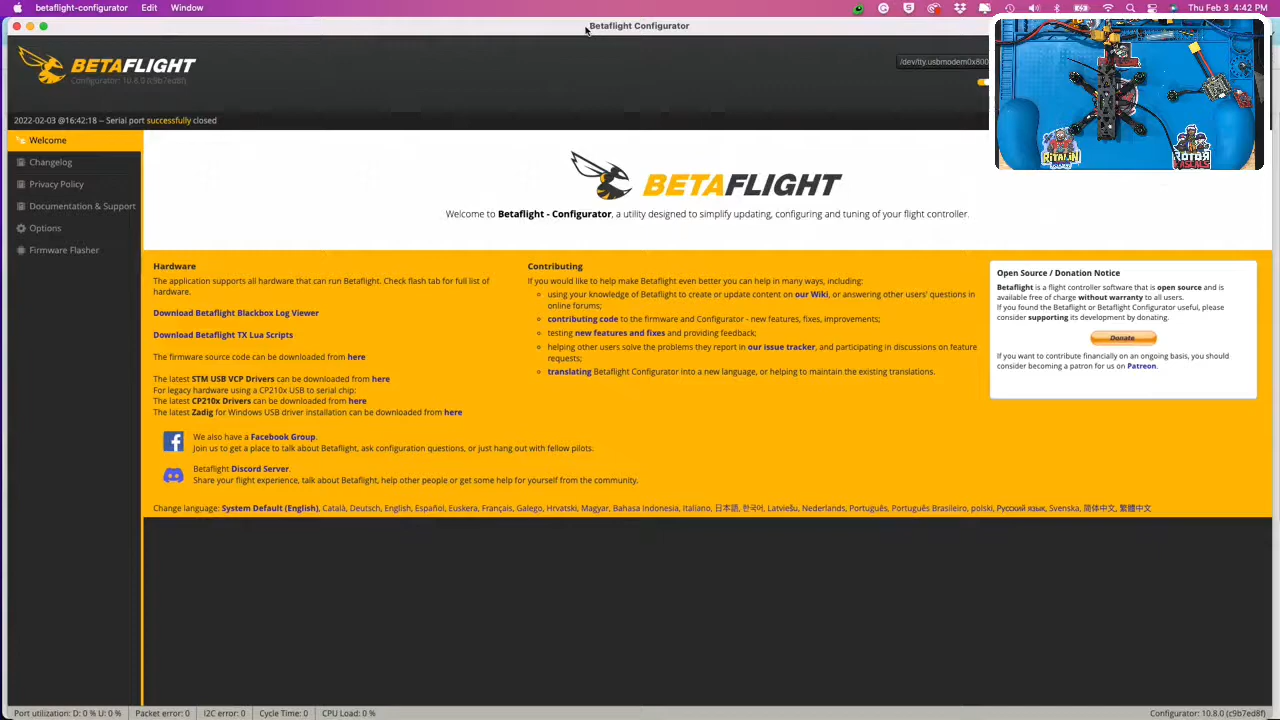 Betaflight Configurator
Edit
Thu 3 Feb 4:42 PM
BETAFLIGHT
Configurator: 10.8.0 (c9b7ed8f)
/dev/tty.usbmodem0x800
2022-02-03 @16:42:18 -- Serial port successfully closed
Welcome
Changelog
Privacy Policy
Documentation & Support
Options
Firmware Flasher
BETAFLIGHT
Welcome to Betaflight - Configurator, a utility designed to simplify updating, configuring and tuning of your flight controller.
Hardware
The application supports all hardware that can run Betaflight. Check flash tab for full list of
hardware.
Download Betaflight Blackbox Log Viewer
Download Betaflight TX Lua Scripts
The firmware source code can be downloaded from here
The latest STM USB VCP Drivers can be downloaded from here
For legacy hardware using a CP210x USB to serial chip:
The latest CP210x Drivers can be downloaded from here
The latest Zadig for Windows USB driver installation can be downloaded from here
We also have a Facebook Group.
Join us to get a place to talk about Betaflight, ask configuration questions, or just hang out with fellow pilots.
Betaflight Discord Server.
Share your flight experience, talk about Betaflight, help other people or get some help for yourself from the community.
Contributing
If you would like to help make Betaflight even better you can help in many ways, including:
using your knowledge of Betaflight to create or update content on our Wiki, or answering other users' questions in
online forums;
contributing code to the firmware and Configurator - new features, fixes, improvements;
testing new features and fixes and providing feedback;
helping other users solve the problems they report in our issue tracker, and participating in discussions on feature
requests;
translating Betaflight Configurator into a new language, or helping to maintain the existing translations.
Open Source / Donation Notice
Betaflight is a flight controller software that is open source and is
available free of charge without warranty to all users.
If you found the Betaflight or Betaflight Configurator useful, please
consider supporting its development by donating.
Donate
If you want to contribute financially on an ongoing basis, you should
consider becoming a patron for us on Patreon.
Change language: System Default (English), Català, Deutsch, English, Español, Euskera, Français, Galego, Hrvatski, Magyar, Bahasa Indonesia, Italiano, 日本語, 한국어, Latviešu, Nederlands, Português, Português Brasileiro, polski, Русский язык, Svenska, 简体中文, 繁體中文
RITALIN
ROTOR
RASCALS
Port utilization: D: 0 % U: 0 %
Packet error: 0
I2C error: 0
Cycle Time: 0
CPU Load: 0 %
Configurator: 10.8.0 (c9b7ed8f)